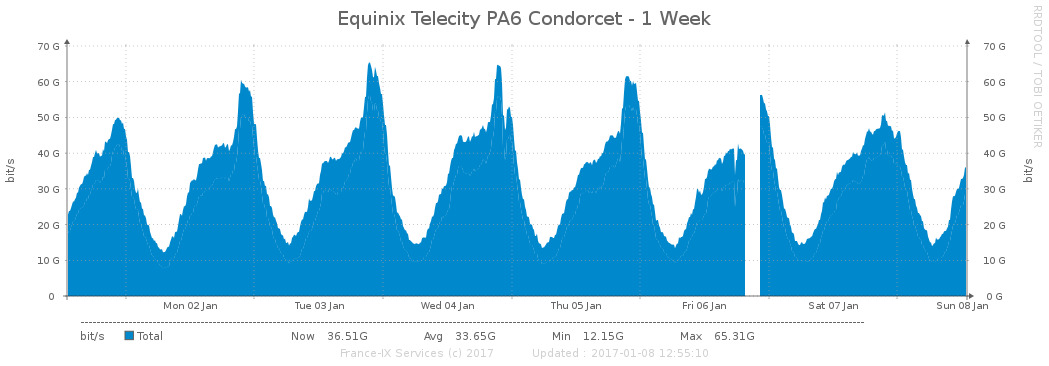 Equinix Telecity PA6 Condorcet - 1 Week
RRDTOOL / TOBI OETIKER
70 G 70 G
60 G 60 G
50 G 50 G
40 G 40 G
30 G 30 G
20 G 20 G
10 G 10 G
0 0 G
bit/s bit/s
Mon 02 Jan Tue 03 Jan Wed 04 Jan Thu 05 Jan Fri 06 Jan Sat 07 Jan Sun 08 Jan
bit/s Total Now 36.51G Avg 33.65G Min 12.15G Max 65.31G
France-IX Services (c) 2017 Updated : 2017-01-08 12:55:10